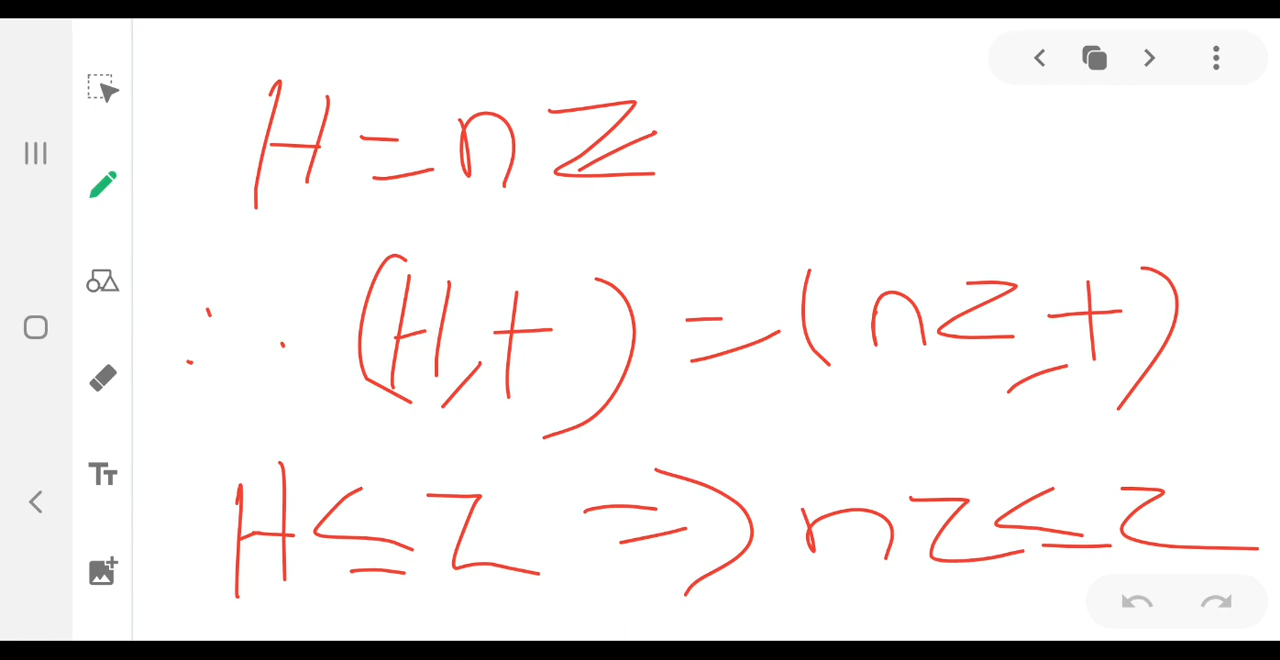 H = nZ
∴ (H, +) = (nZ, +)
H ≤ Z ⇒ nZ ≤ Z